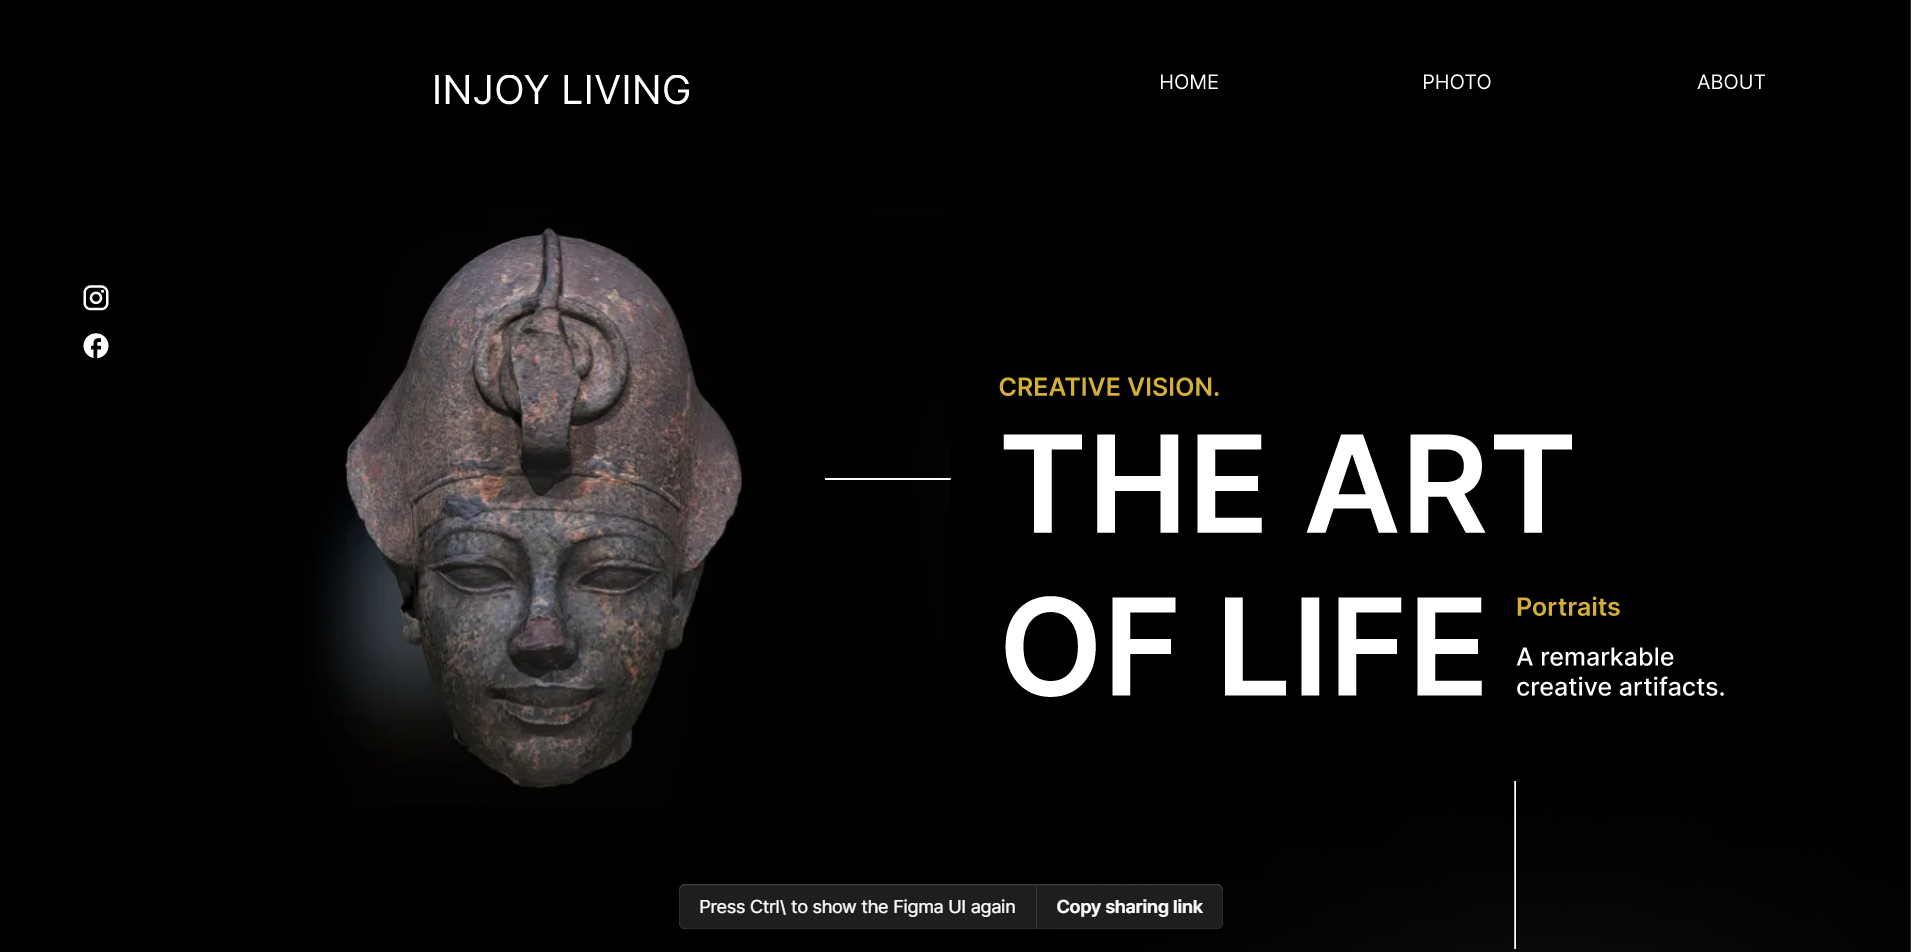 INJOY LIVING
HOME
PHOTO
ABOUT
CREATIVE VISION.
THE ART
OF LIFE
Portraits
A remarkable
creative artifacts.
Press Ctrl\ to show the Figma UI again
Copy sharing link